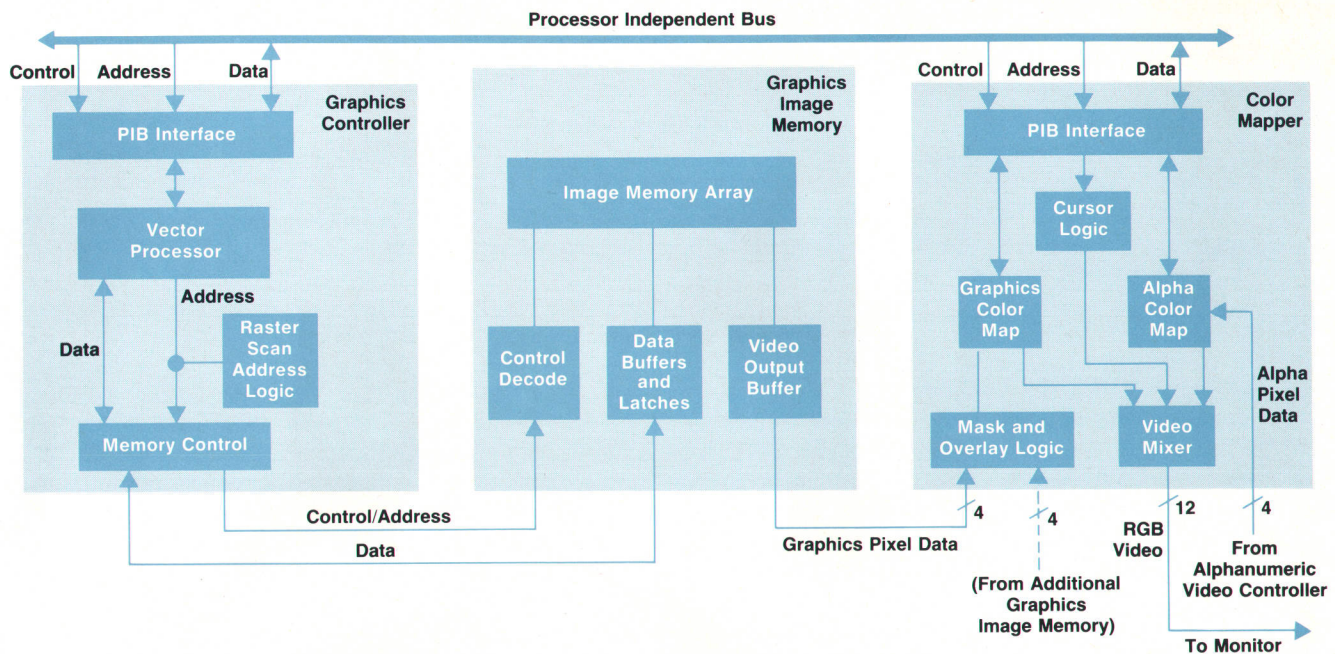 Processor Independent Bus
Control
Address
Data
Graphics
Controller
PIB Interface
Vector
Processor
Address
Data
Raster
Scan
Address
Logic
Memory Control
Control/Address
Data
Graphics
Image
Memory
Image Memory Array
Control
Decode
Data
Buffers
and
Latches
Video
Output
Buffer
Graphics Pixel Data
Control
Address
Data
Color
Mapper
PIB Interface
Cursor
Logic
Graphics
Color
Map
Alpha
Color
Map
Alpha
Pixel
Data
Mask and
Overlay Logic
Video
Mixer
4
4
12
4
RGB
Video
From
Alphanumeric
Video Controller
(From Additional
Graphics
Image Memory)
To Monitor